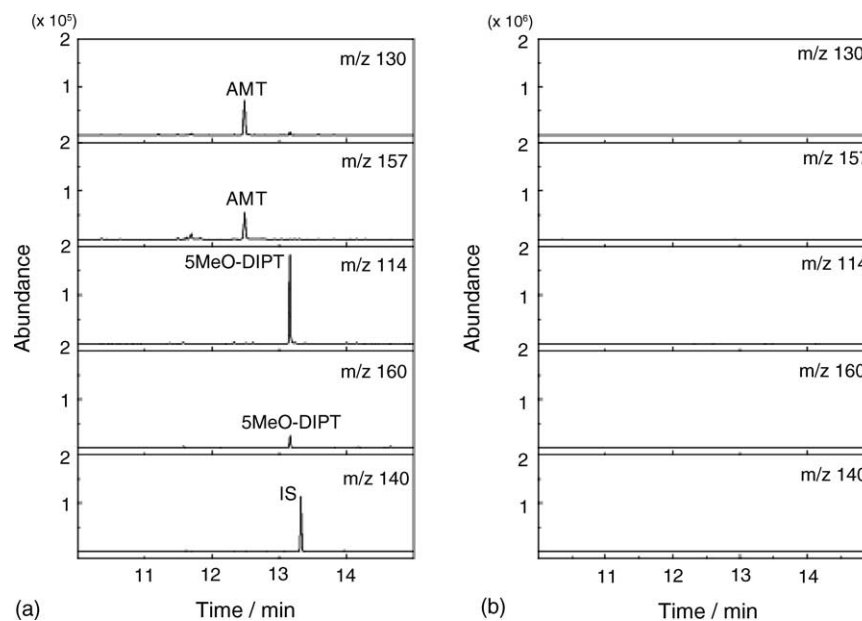 (x 10⁵)
2
m/z 130
AMT
1
2
m/z 157
AMT
1
2
m/z 114
5MeO-DIPT
1
2
m/z 160
1
5MeO-DIPT
2
m/z 140
IS
1
Abundance
11 12 13 14
(a) Time / min
(x 10⁶)
2
m/z 130
1
2
m/z 157
1
2
m/z 114
1
2
m/z 160
1
2
m/z 140
1
Abundance
11 12 13 14
(b) Time / min